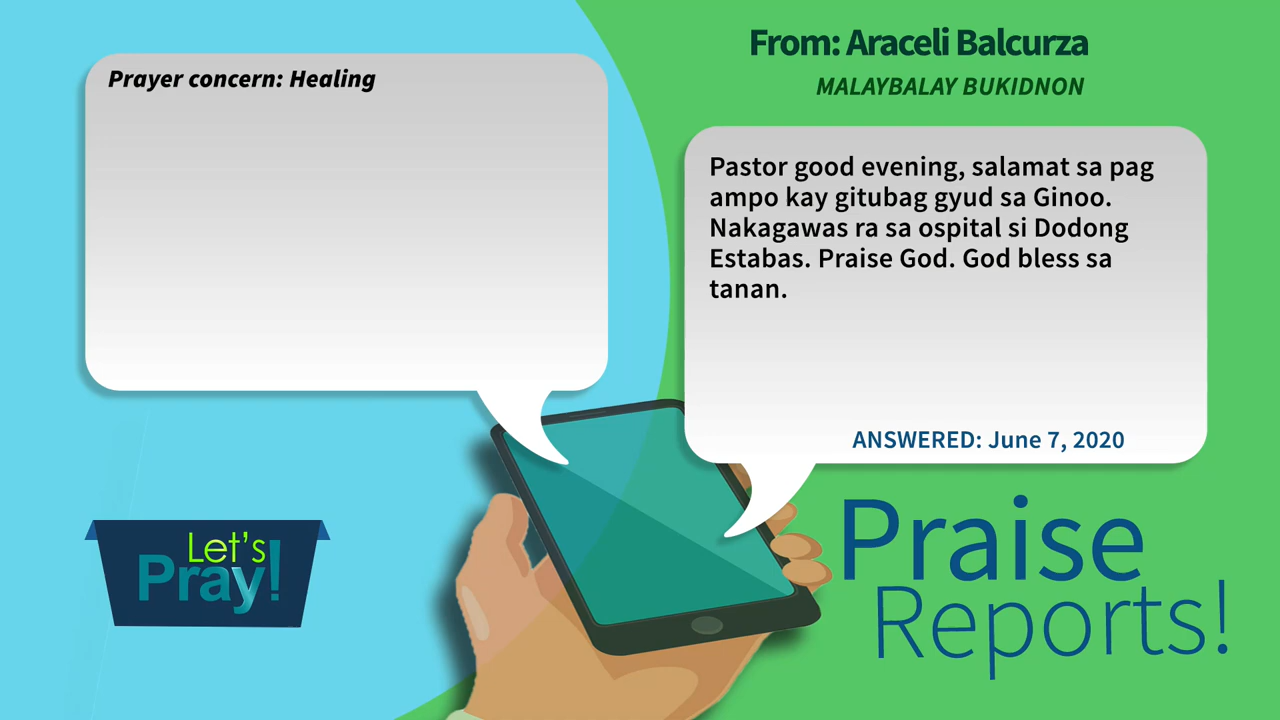 Prayer concern: Healing
From: Araceli Balcurza
MALAYBALAY BUKIDNON
Pastor good evening, salamat sa pag
ampo kay gitubag gyud sa Ginoo.
Nakagawas ra sa ospital si Dodong
Estabas. Praise God. God bless sa
tanan.
ANSWERED: June 7, 2020
Let's
Pray!
Praise
Reports!